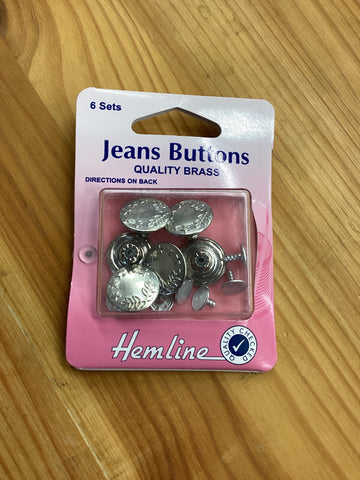 6 Sets
Jeans Buttons
QUALITY BRASS
DIRECTIONS ON BACK
Hemline
QUALITY CHECKED